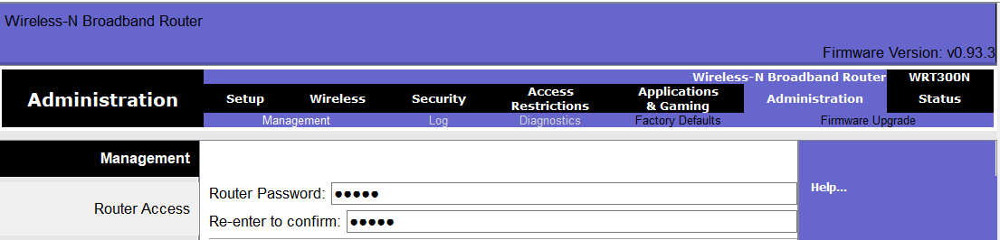 Wireless-N Broadband Router
Firmware Version: v0.93.3
Wireless-N Broadband Router WRT300N
Administration Setup Wireless Security Access Restrictions Applications & Gaming Administration Status
Management Log Diagnostics Factory Defaults Firmware Upgrade
Management
Help...
Router Access
Router Password: ●●●●●
Re-enter to confirm: ●●●●●